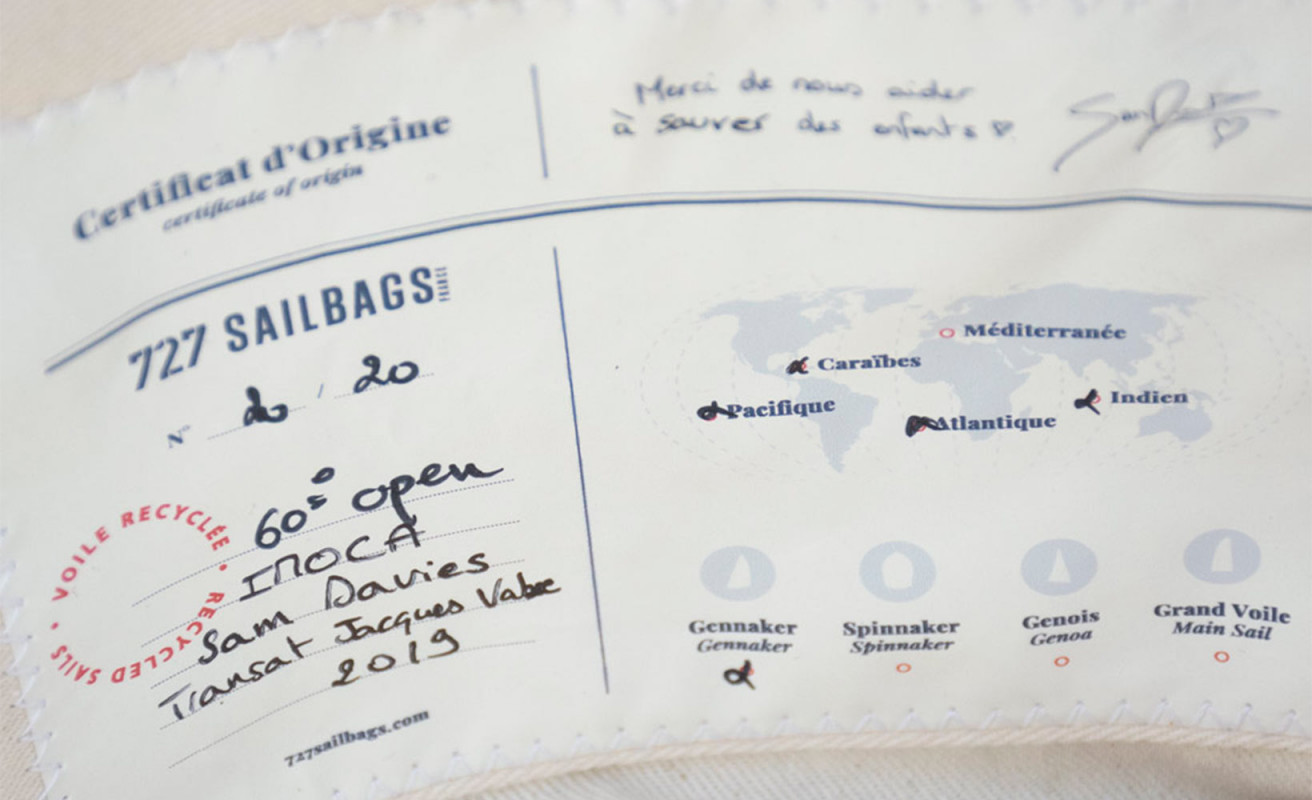 Certificat d'Origine
certificate of origin
Merci de nous aider
à sauver des enfants
727 SAILBAGS FRANCE
N° 20 / 20
60s open
IMOCA
Sam Davies
Transat Jacques Vabre
2019
VOILE RECYCLÉE • RECYCLED SAILS •
727sailbags.com
Méditerranée
Caraïbes
Pacifique
Atlantique
Indien
Gennaker
Gennaker
Spinnaker
Spinnaker
Genois
Genoa
Grand Voile
Main Sail